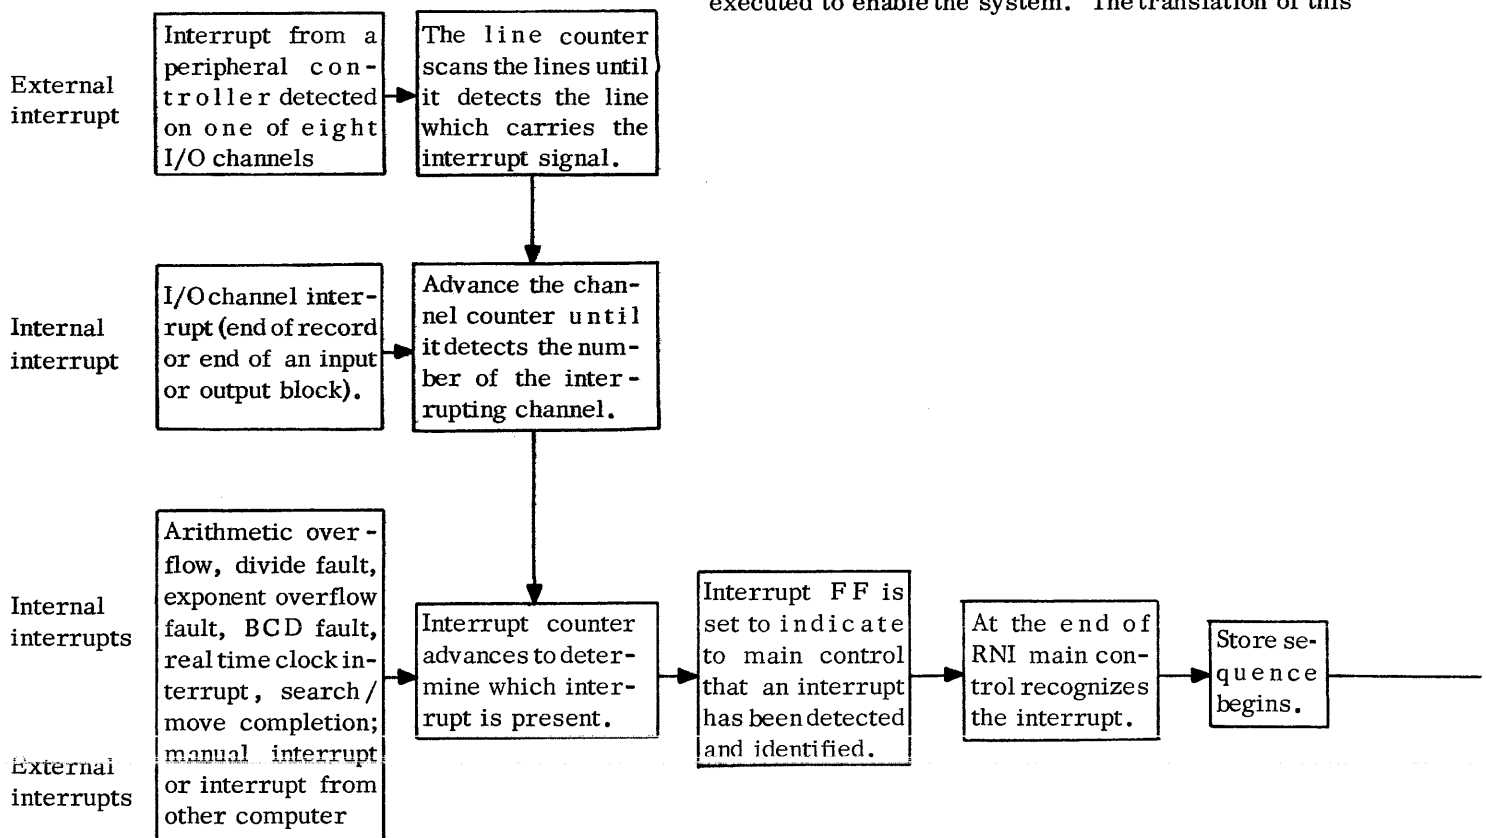 executed to enable the system. The translation of this
External
interrupt
Interrupt from a
peripheral con-
troller detected
on one of eight
I/O channels
The line counter
scans the lines until
it detects the line
which carries the
interrupt signal.
Internal
interrupt
I/O channel inter-
rupt (end of record
or end of an input
or output block).
Advance the chan-
nel counter until
it detects the num-
ber of the inter-
rupting channel.
Internal
interrupts
External
interrupts
Arithmetic over-
flow, divide fault,
exponent overflow
fault, BCD fault,
real time clock in-
terrupt, search/
move completion;
manual interrupt
or interrupt from
other computer
Interrupt counter
advances to deter-
mine which inter-
rupt is present.
Interrupt FF is
set to indicate
to main control
that an interrupt
has been detected
and identified.
At the end of
RNI main con-
trol recognizes
the interrupt.
Store se-
quence
begins.